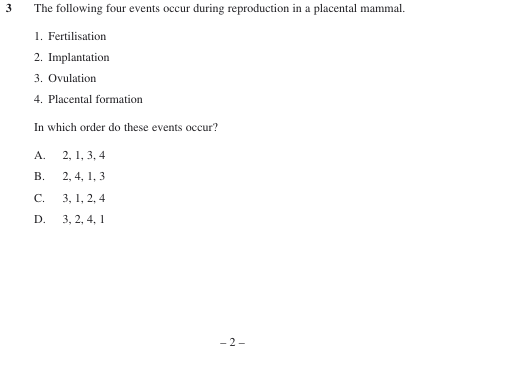 3 The following four events occur during reproduction in a placental mammal.
1. Fertilisation
2. Implantation
3. Ovulation
4. Placental formation
In which order do these events occur?
A. 2, 1, 3, 4
B. 2, 4, 1, 3
C. 3, 1, 2, 4
D. 3, 2, 4, 1
– 2 –